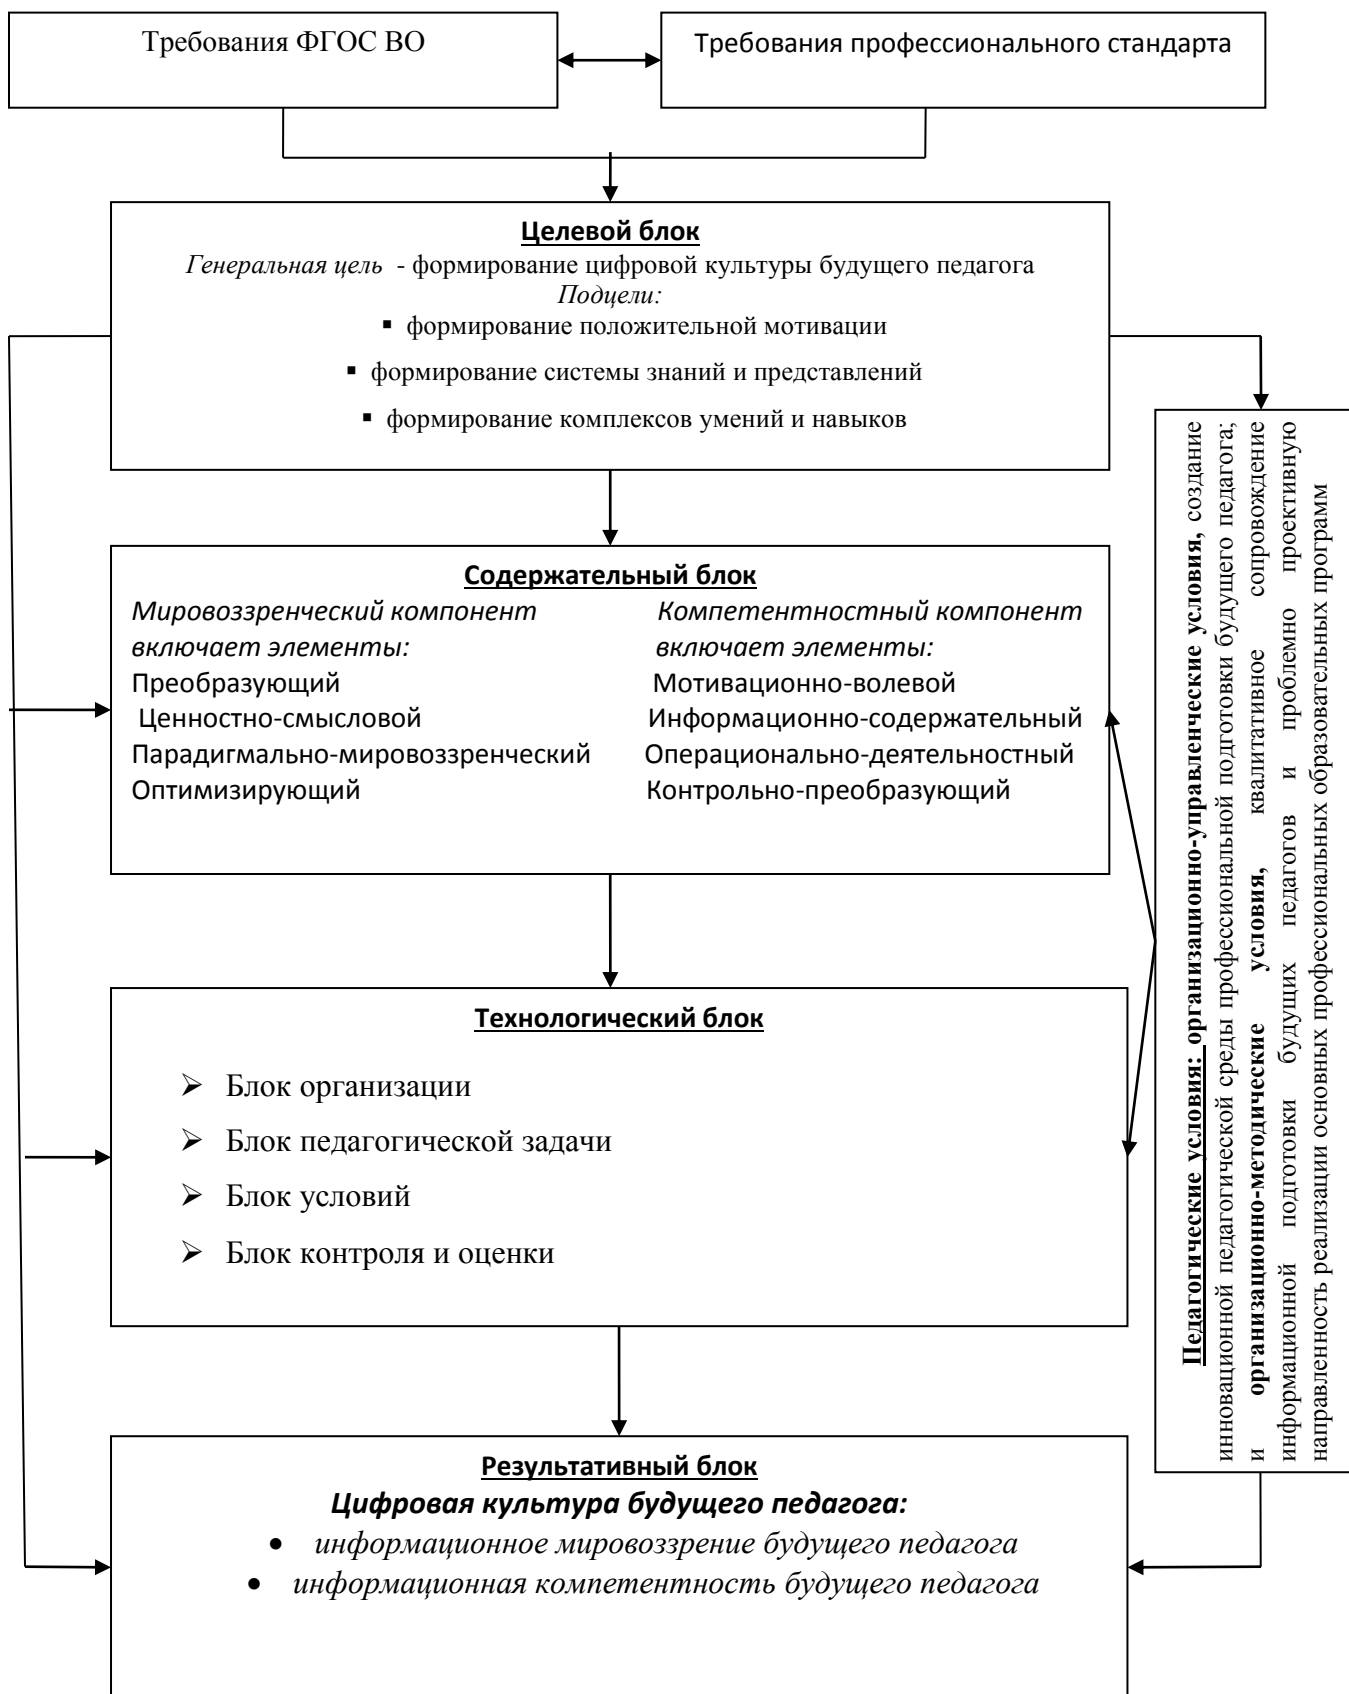 Требования ФГОС ВО
Требования профессионального стандарта
Целевой блок
Генеральная цель - формирование цифровой культуры будущего педагога
Подцели:
▪ формирование положительной мотивации
▪ формирование системы знаний и представлений
▪ формирование комплексов умений и навыков
Содержательный блок
Мировоззренческий компонент
включает элементы:
Преобразующий
Ценностно-смысловой
Парадигмально-мировоззренческий
Оптимизирующий
Компетентностный компонент
включает элементы:
Мотивационно-волевой
Информационно-содержательный
Операционально-деятельностный
Контрольно-преобразующий
Технологический блок
➢ Блок организации
➢ Блок педагогической задачи
➢ Блок условий
➢ Блок контроля и оценки
Результативный блок
Цифровая культура будущего педагога:
• информационное мировоззрение будущего педагога
• информационная компетентность будущего педагога
Педагогические условия: организационно-управленческие условия, создание
инновационной педагогической среды профессиональной подготовки будущего педагога;
и организационно-методические условия, квалитативное сопровождение
информационной подготовки будущих педагогов и проблемно проективную
направленность реализации основных профессиональных образовательных программ